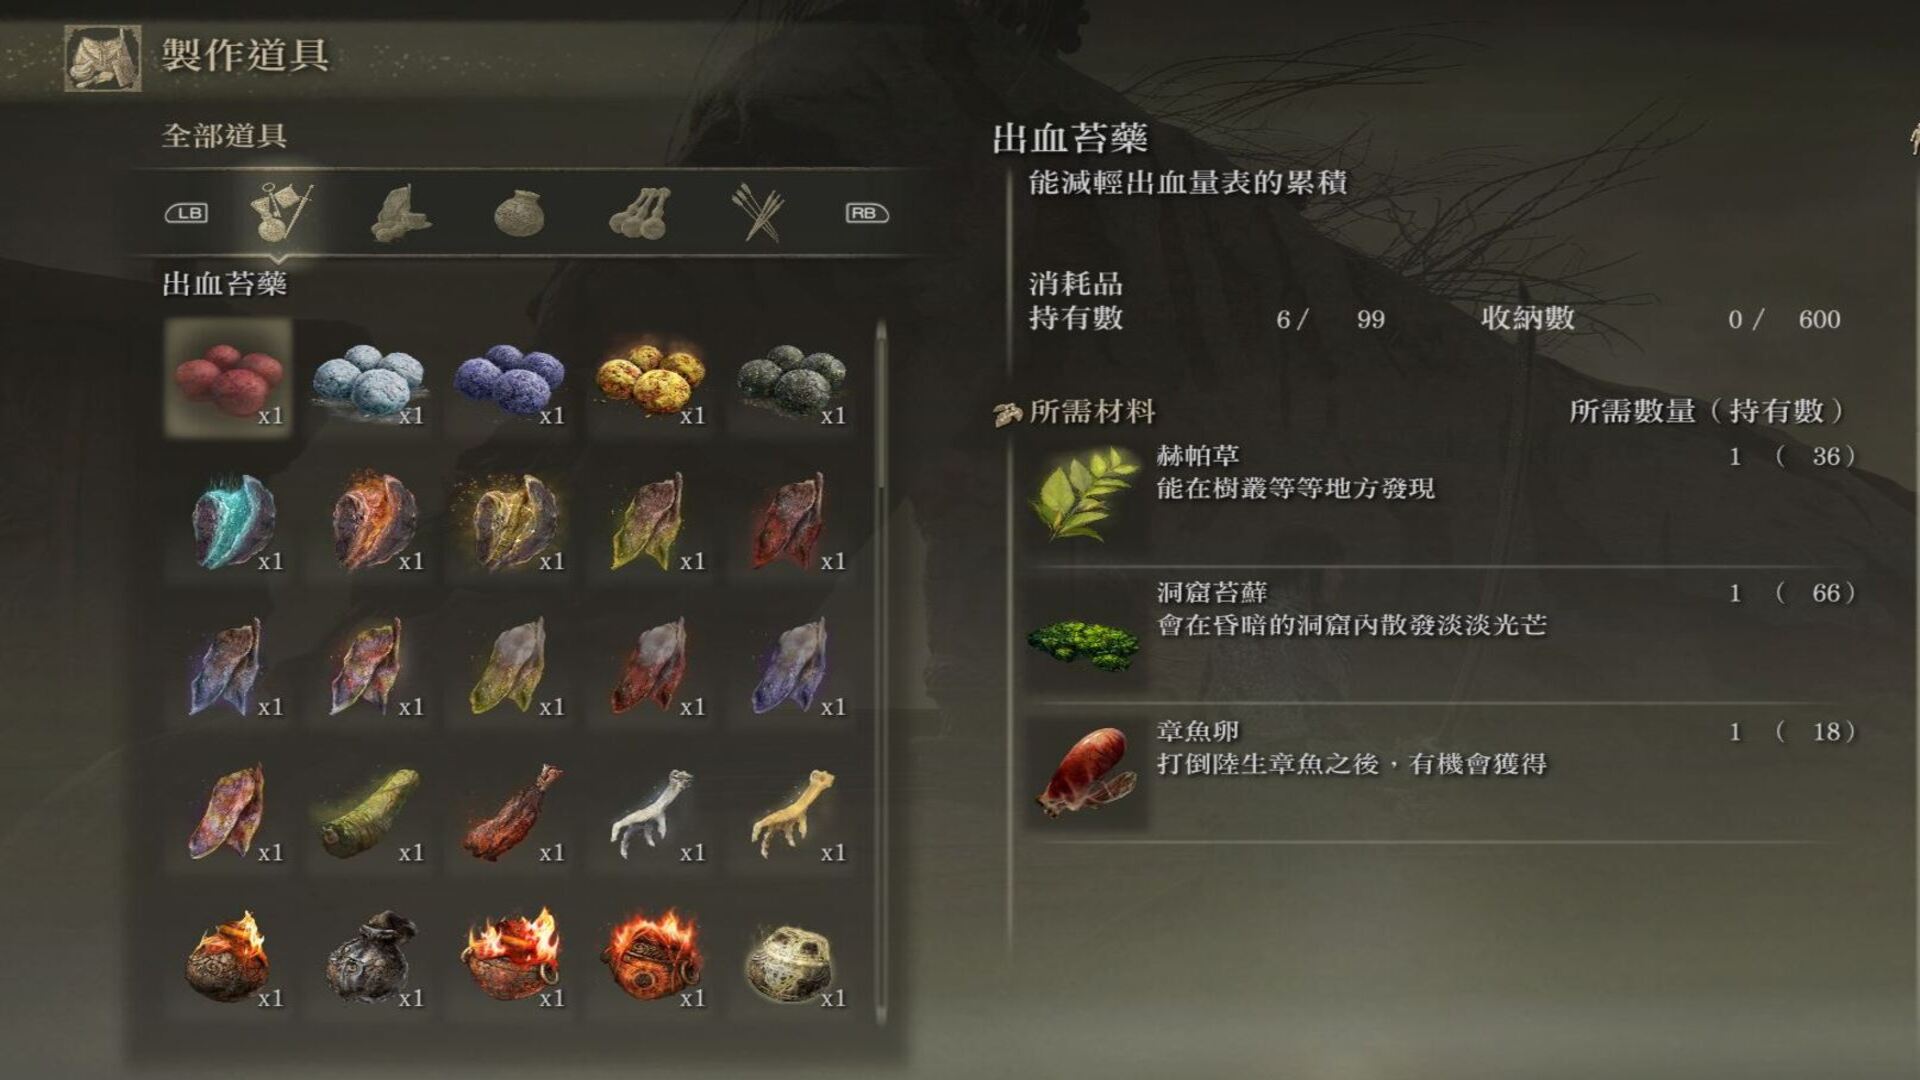 製作道具
全部道具
LB
RB
出血苔藥
x1 x1 x1 x1 x1
x1 x1 x1 x1 x1
x1 x1 x1 x1 x1
x1 x1 x1 x1 x1
x1 x1 x1 x1 x1
出血苔藥
能減輕出血量表的累積
消耗品
持有數 6 / 99 收納數 0 / 600
所需材料 所需數量（持有數）
赫帕草 1 （ 36）
能在樹叢等等地方發現
洞窟苔蘚 1 （ 66）
會在昏暗的洞窟內散發淡淡光芒
章魚卵 1 （ 18）
打倒陸生章魚之後，有機會獲得